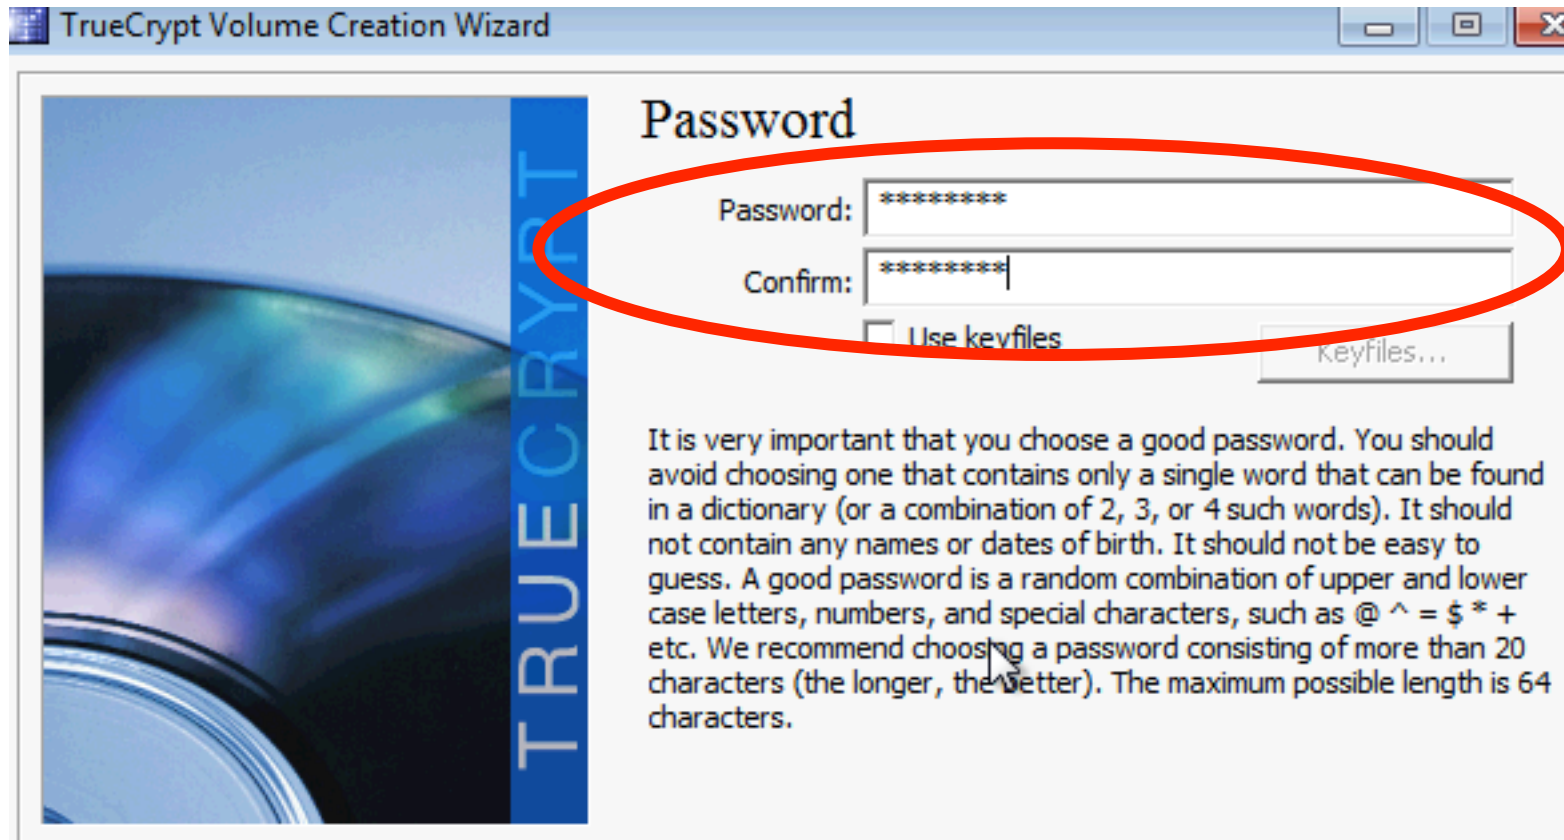 TrueCrypt Volume Creation Wizard
TRUECRYPT
Password
Password: ********
Confirm: ********
Use keyfiles
Keyfiles...
It is very important that you choose a good password. You should
avoid choosing one that contains only a single word that can be found
in a dictionary (or a combination of 2, 3, or 4 such words). It should
not contain any names or dates of birth. It should not be easy to
guess. A good password is a random combination of upper and lower
case letters, numbers, and special characters, such as @ ^ = $ * +
etc. We recommend choosing a password consisting of more than 20
characters (the longer, the better). The maximum possible length is 64
characters.